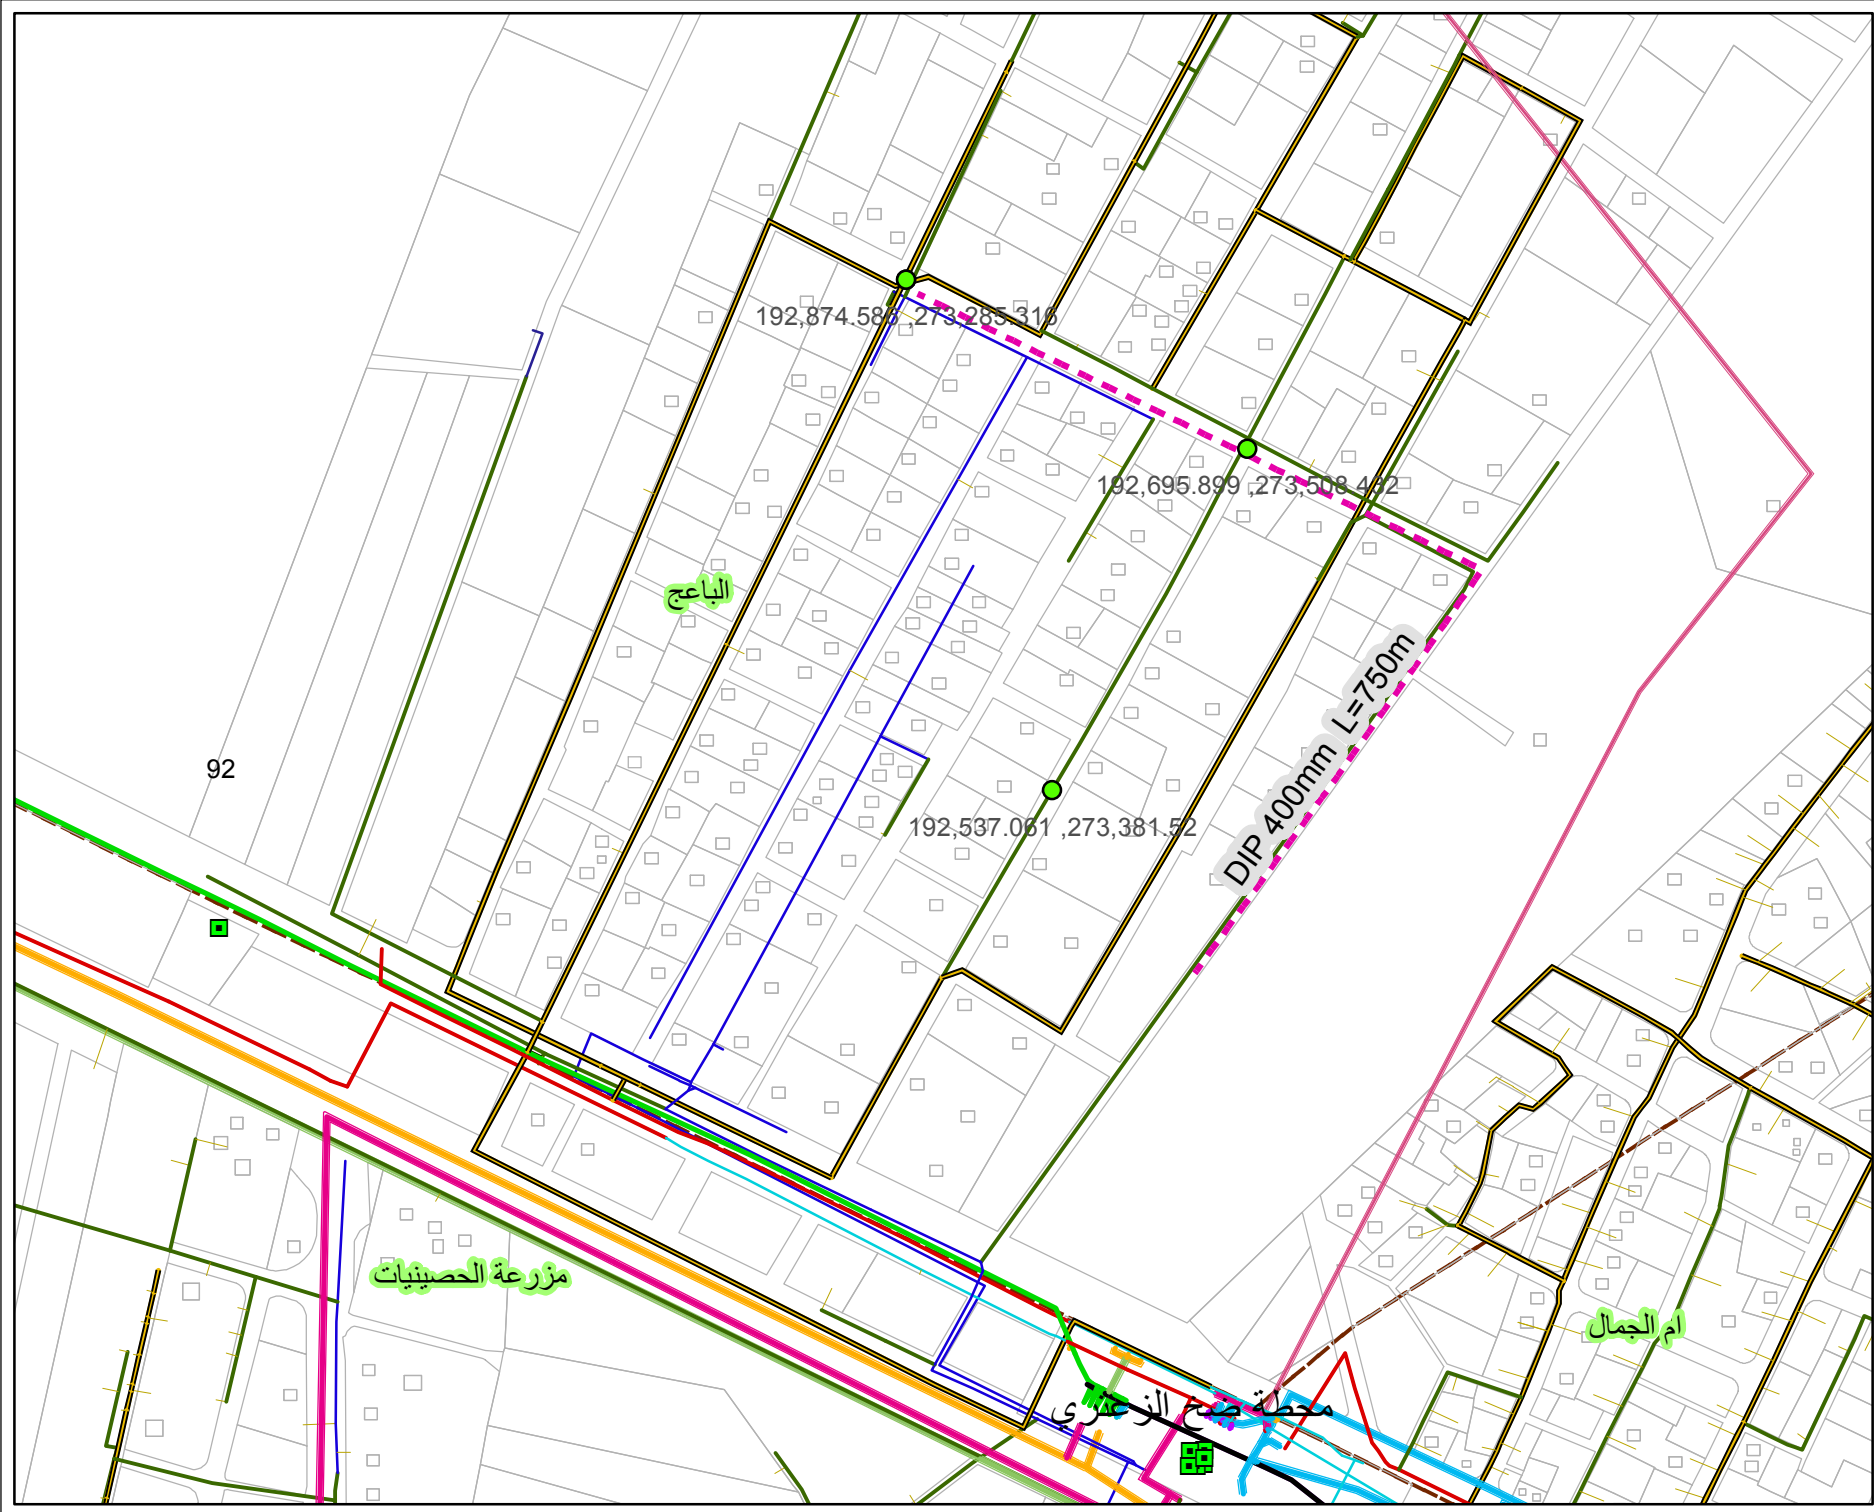 192,874.586 ,273,285.316
192,695.899 ,273,508.432
الباعج
DIP 400mm L=750m
92
192,537.061 ,273,381.52
مزرعة الحصينيات
ام الجمال
محطة ضخ الزعتري